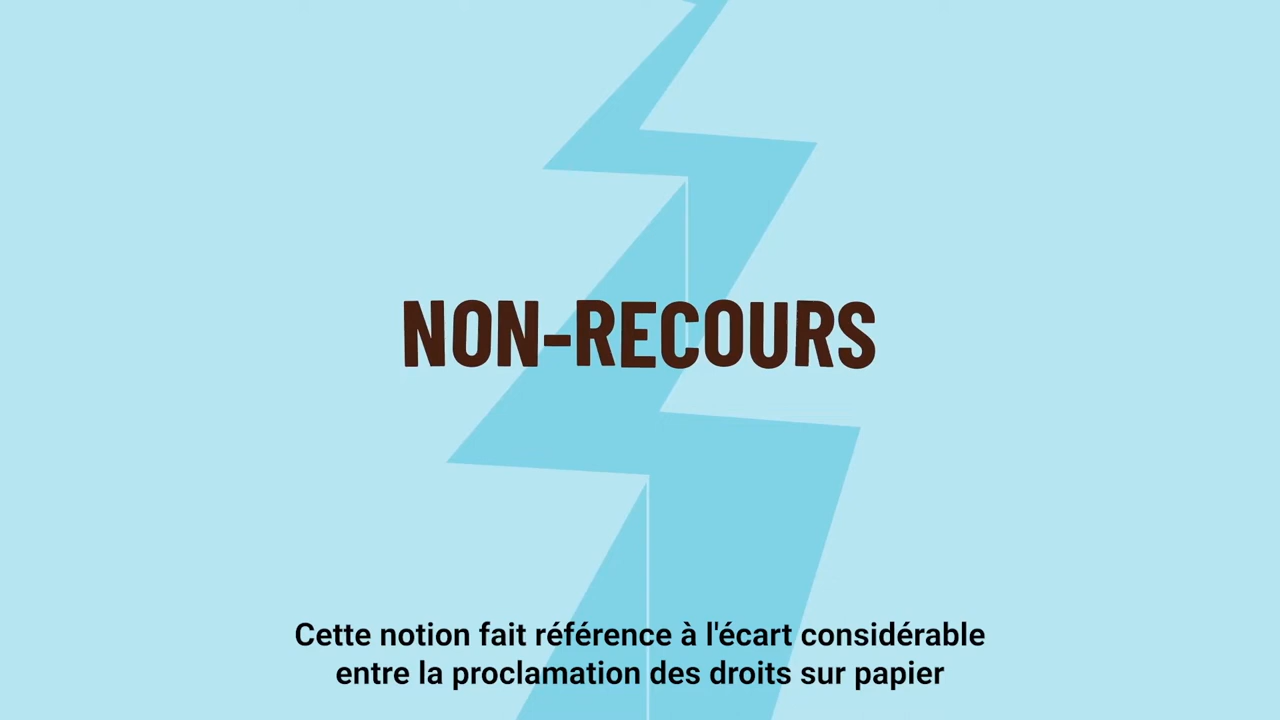 NON-RECOURS
Cette notion fait référence à l'écart considérable
entre la proclamation des droits sur papier